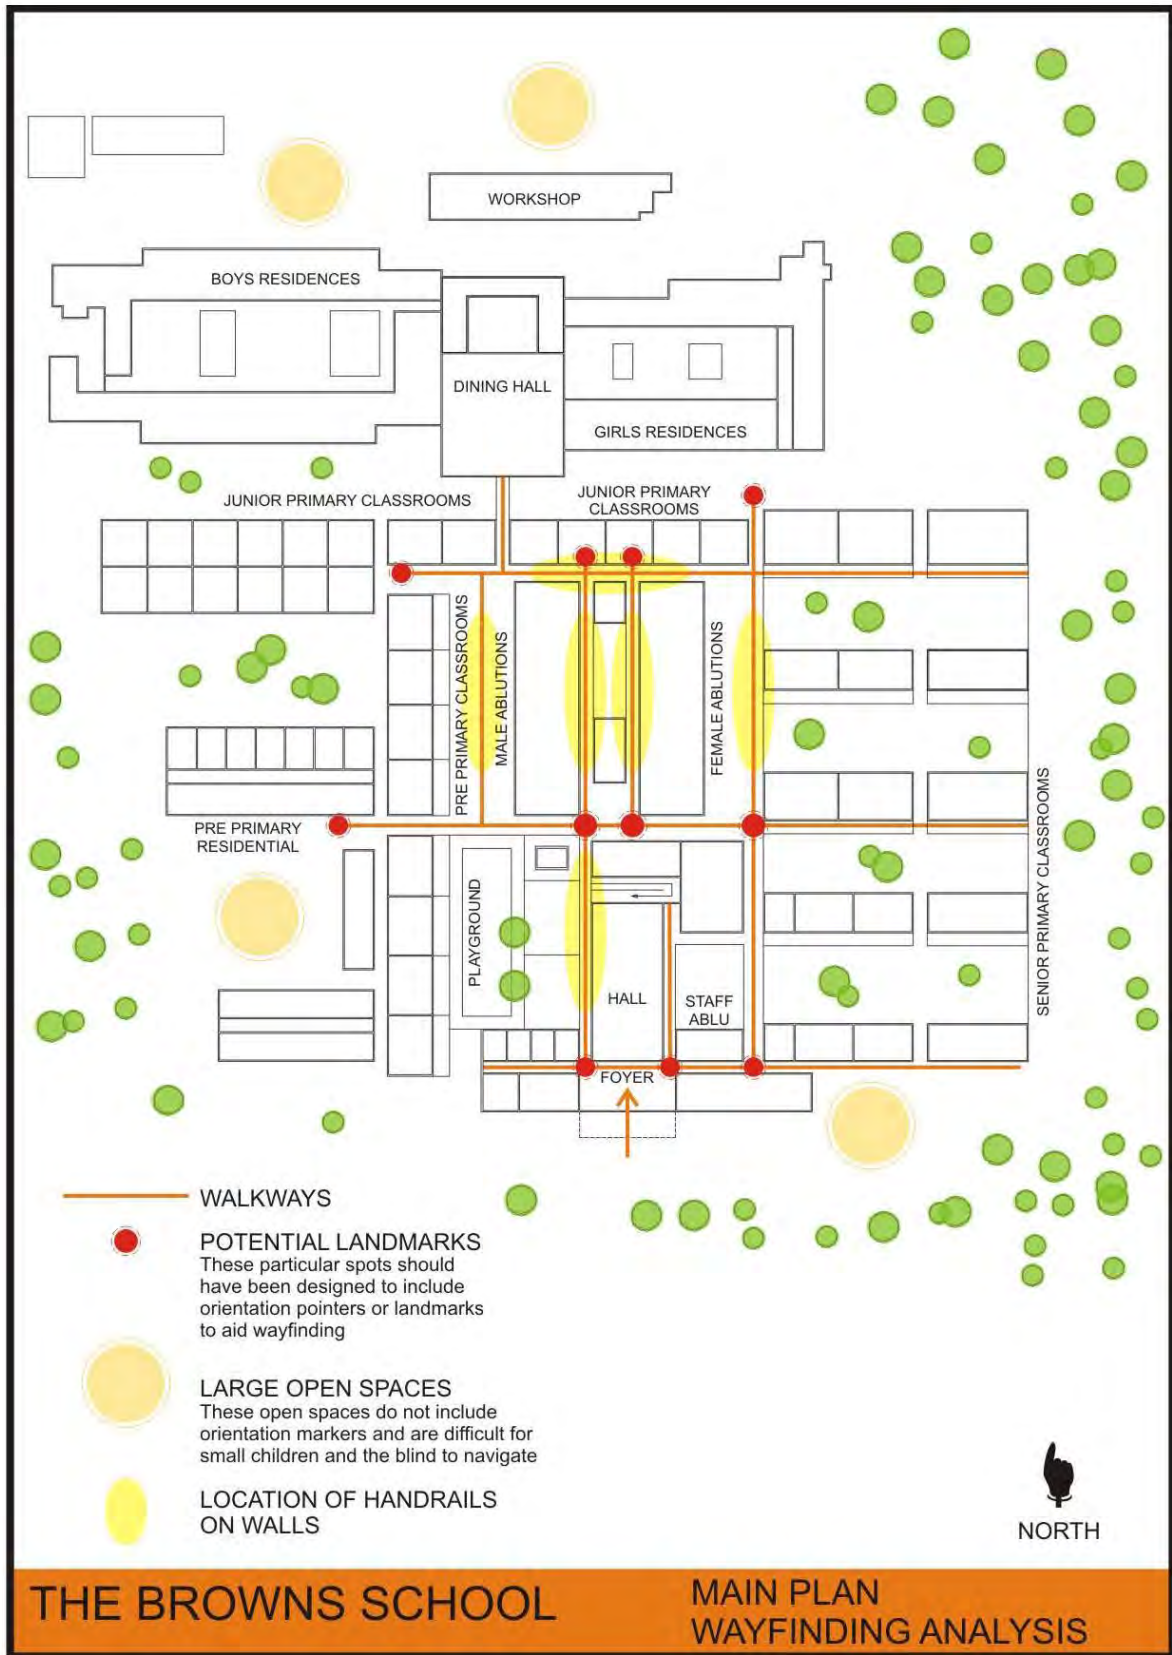 WORKSHOP
BOYS RESIDENCES
DINING HALL
GIRLS RESIDENCES
JUNIOR PRIMARY CLASSROOMS
JUNIOR PRIMARY
CLASSROOMS
PRE PRIMARY CLASSROOMS
MALE ABLUTIONS
FEMALE ABLUTIONS
PRE PRIMARY
RESIDENTIAL
SENIOR PRIMARY CLASSROOMS
PLAYGROUND
HALL
STAFF
ABLU
FOYER
WALKWAYS
POTENTIAL LANDMARKS
These particular spots should
have been designed to include
orientation pointers or landmarks
to aid wayfinding
LARGE OPEN SPACES
These open spaces do not include
orientation markers and are difficult for
small children and the blind to navigate
LOCATION OF HANDRAILS
ON WALLS
NORTH
THE BROWNS SCHOOL
MAIN PLAN
WAYFINDING ANALYSIS